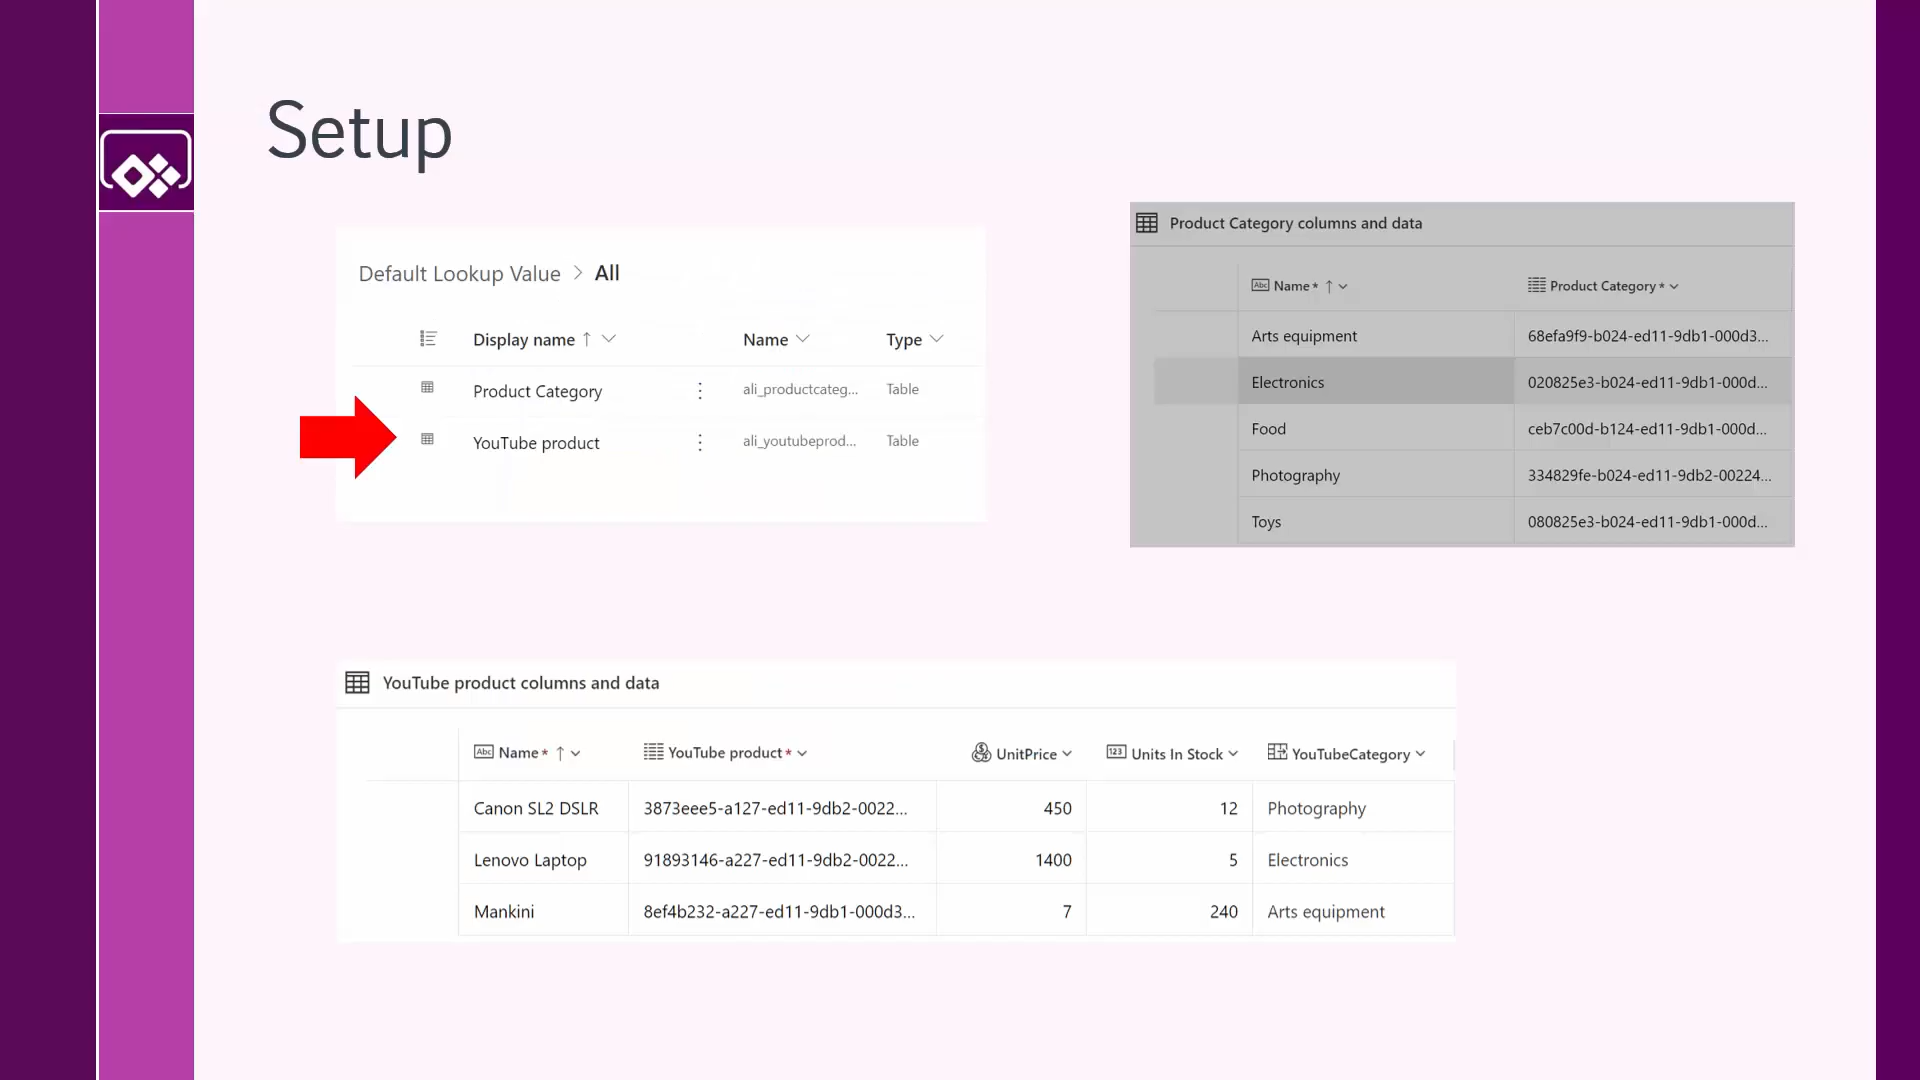 Setup
Default Lookup Value > All
Display name ↑ Name Type
Product Category ali_productcateg... Table
YouTube product ali_youtubeprod... Table
Product Category columns and data
Abc Name * ↑ Product Category *
Arts equipment 68efa9f9-b024-ed11-9db1-000d3...
Electronics 020825e3-b024-ed11-9db1-000d...
Food ceb7c00d-b124-ed11-9db1-000d...
Photography 334829fe-b024-ed11-9db2-00224...
Toys 080825e3-b024-ed11-9db1-000d...
YouTube product columns and data
Abc Name * ↑ YouTube product * UnitPrice 123 Units In Stock YouTubeCategory
Canon SL2 DSLR 3873eee5-a127-ed11-9db2-0022... 450 12 Photography
Lenovo Laptop 91893146-a227-ed11-9db2-0022... 1400 5 Electronics
Mankini 8ef4b232-a227-ed11-9db1-000d3... 7 240 Arts equipment